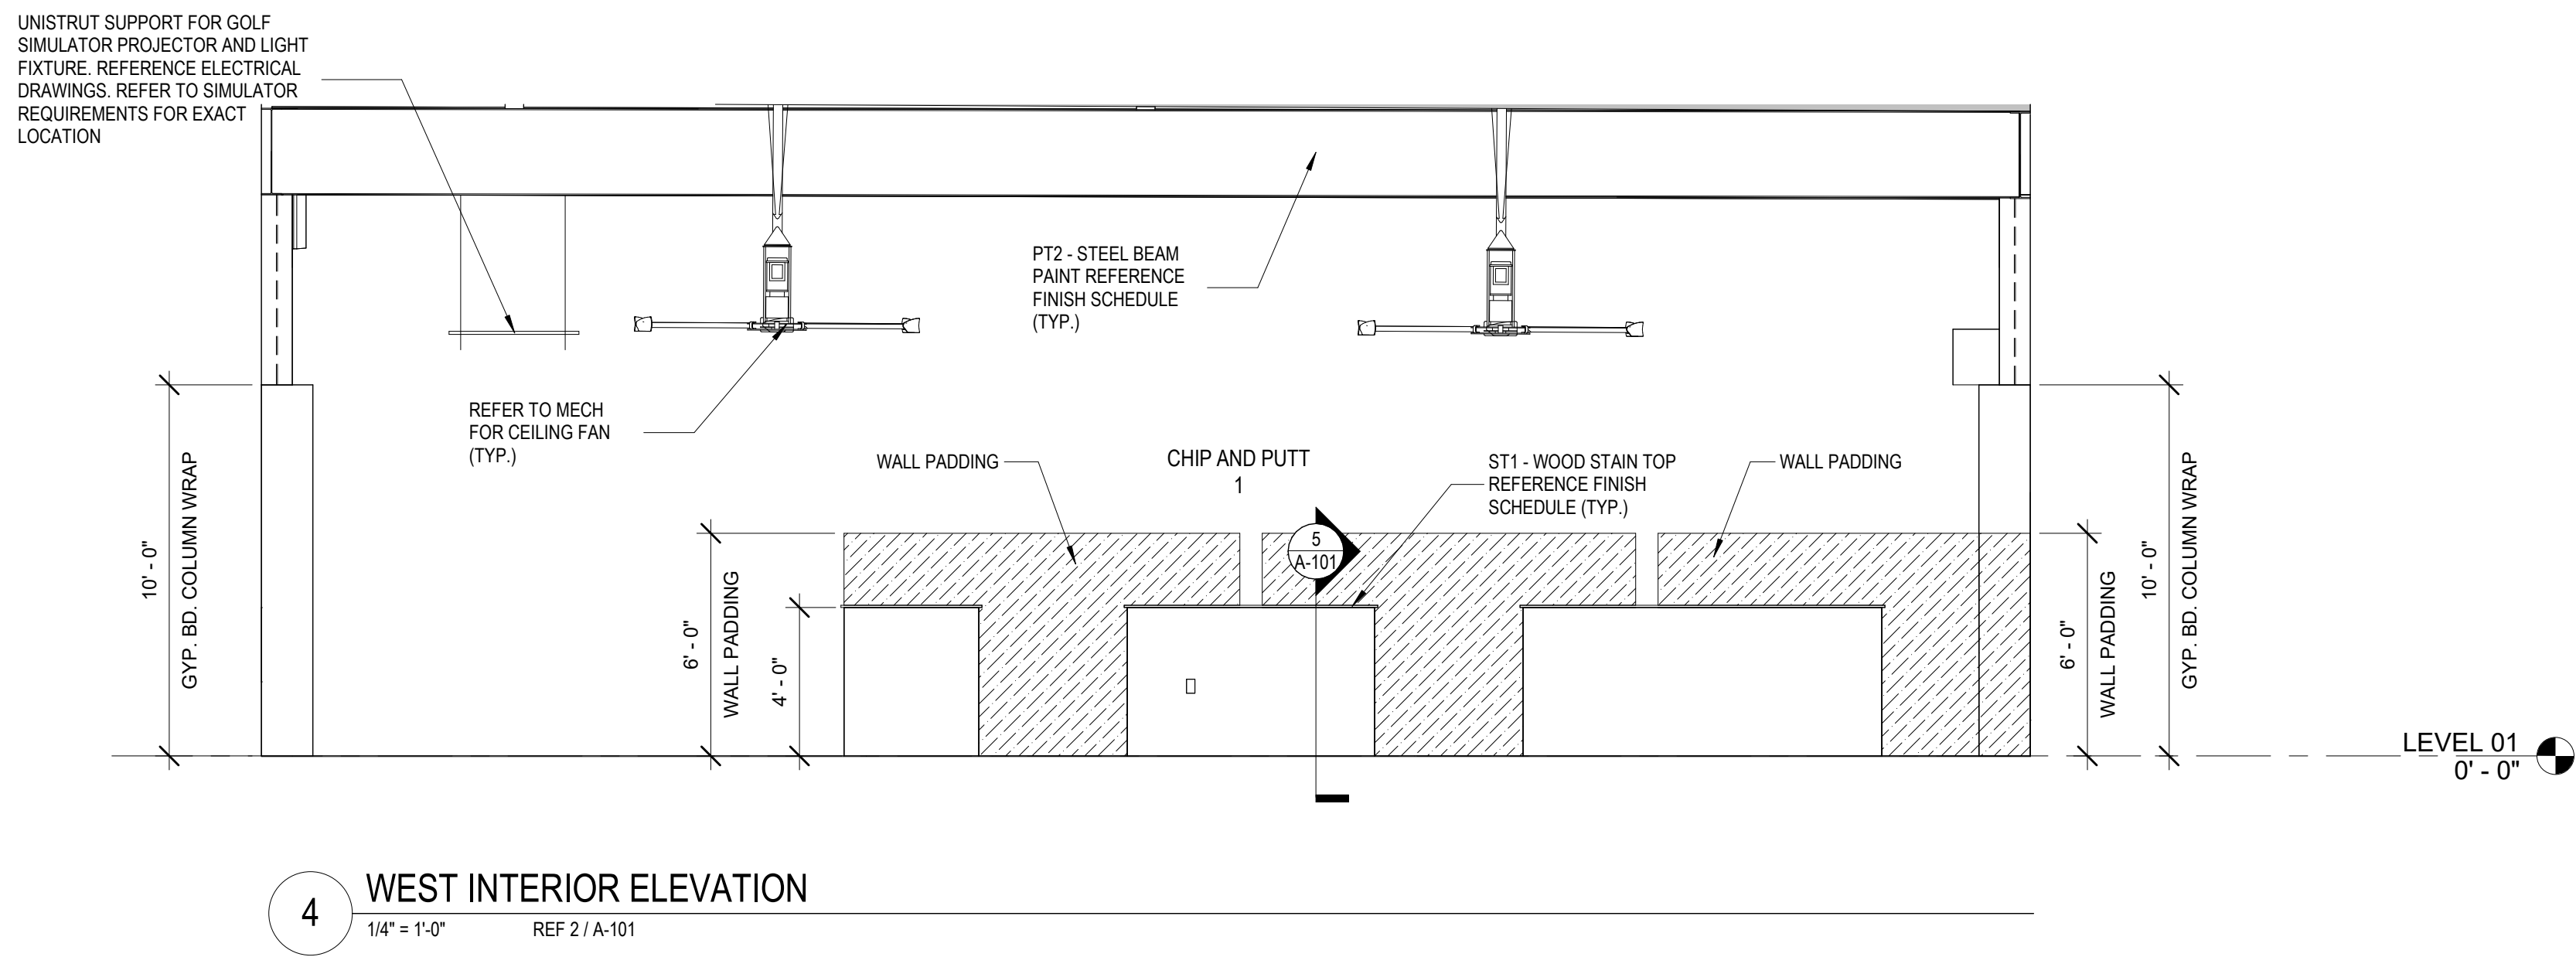 UNISTRUT SUPPORT FOR GOLF
SIMULATOR PROJECTOR AND LIGHT
FIXTURE. REFERENCE ELECTRICAL
DRAWINGS. REFER TO SIMULATOR
REQUIREMENTS FOR EXACT
LOCATION
PT2 - STEEL BEAM
PAINT REFERENCE
FINISH SCHEDULE
(TYP.)
REFER TO MECH
FOR CEILING FAN
(TYP.)
WALL PADDING
CHIP AND PUTT
1
ST1 - WOOD STAIN TOP
REFERENCE FINISH
SCHEDULE (TYP.)
WALL PADDING
10' - 0"
GYP. BD. COLUMN WRAP
6' - 0"
WALL PADDING
4' - 0"
5
A-101
6' - 0"
WALL PADDING
10' - 0"
GYP. BD. COLUMN WRAP
LEVEL 01
0' - 0"
4
WEST INTERIOR ELEVATION
1/4" = 1'-0"
REF 2 / A-101